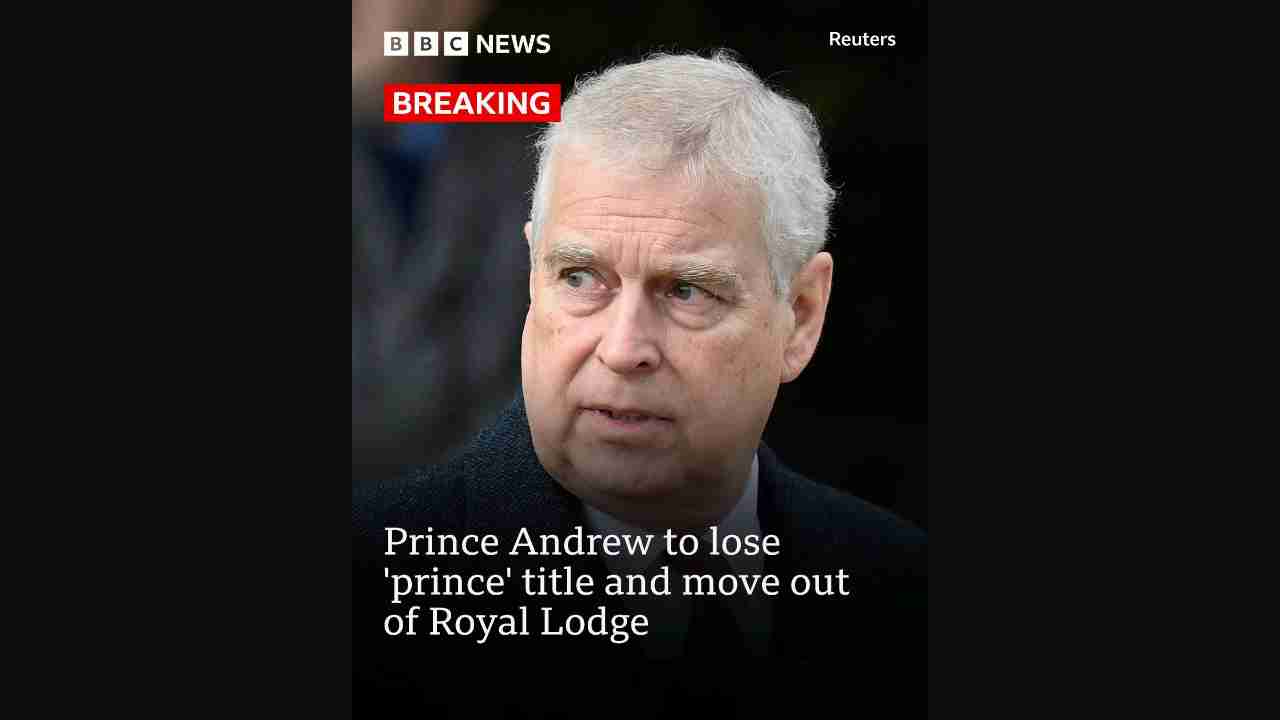 BBC NEWS
Reuters
BREAKING
Prince Andrew to lose
'prince' title and move out
of Royal Lodge